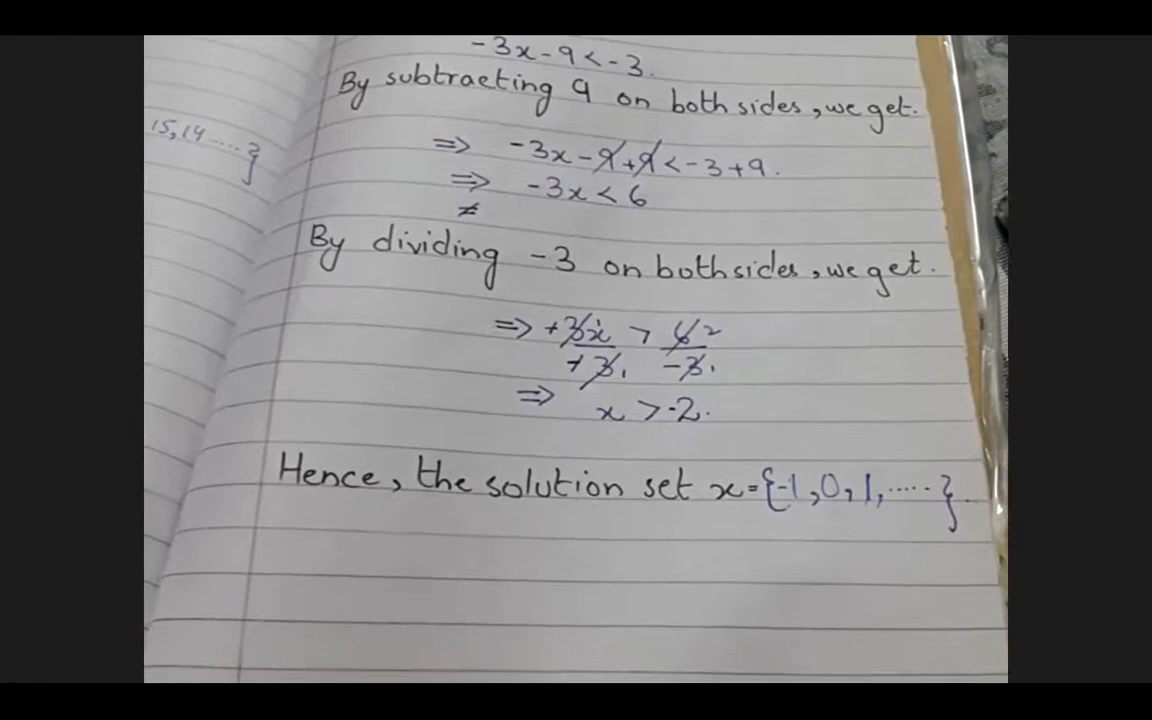 -3x-9<-3.
By subtracting 9 on both sides, we get.
15, 14 .....}
⇒ -3x-9+9<-3+9.
⇒ -3x<6
≠
By dividing -3 on both sides, we get.
⇒ +3x/+3 > 6/-3
⇒ x>-2.
Hence, the solution set x={-1,0,1,.....}.